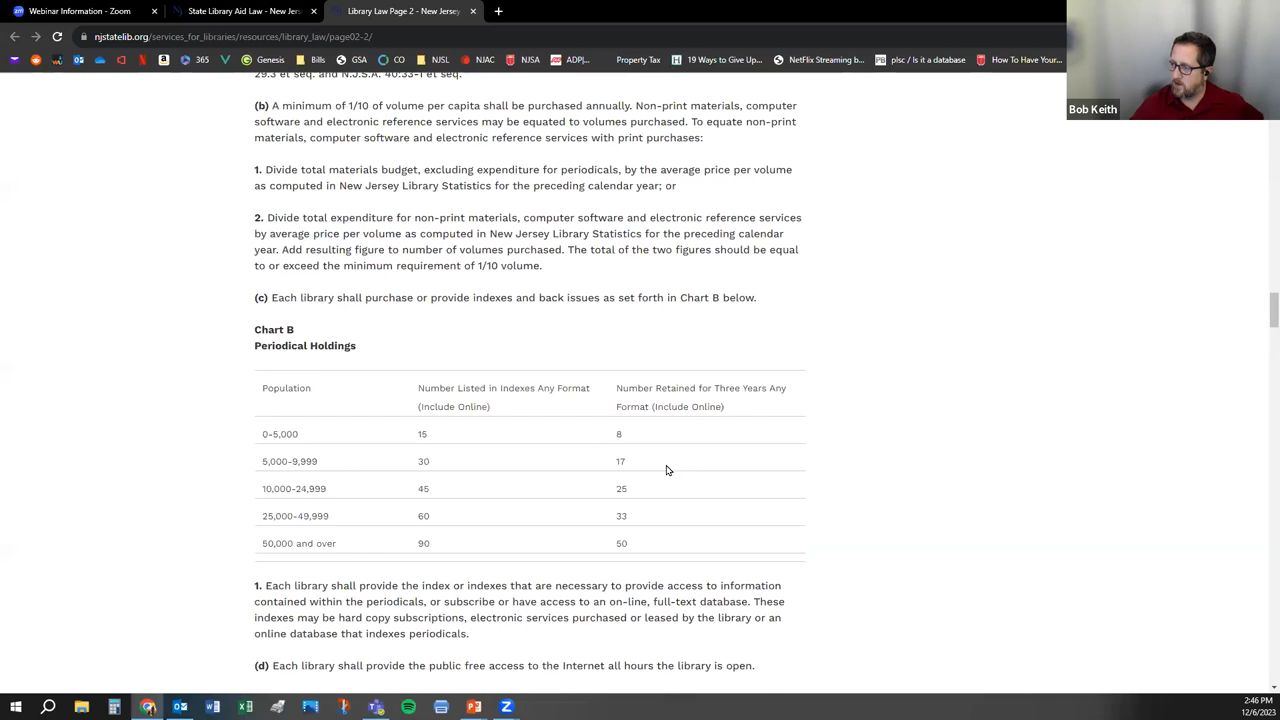 Webinar Information - Zoom
State Library Aid Law - New Jers
Library Law Page 2 - New Jersey
njstatelib.org/services_for_libraries/resources/library_law/page02-2/
365 Genesis Bills GSA NJSL CO NJAC NJSA ADP|... Property Tax 19 Ways to Give Up,... NetFlix Streaming b... plsc / Is it a database How To Have Your...
Bob Keith
29.3 et seq. and N.J.S.A. 40:33-1 et seq.
(b) A minimum of 1/10 of volume per capita shall be purchased annually. Non-print materials, computer
software and electronic reference services may be equated to volumes purchased. To equate non-print
materials, computer software and electronic reference services with print purchases:
1. Divide total materials budget, excluding expenditure for periodicals, by the average price per volume
as computed in New Jersey Library Statistics for the preceding calendar year; or
2. Divide total expenditure for non-print materials, computer software and electronic reference services
by average price per volume as computed in New Jersey Library Statistics for the preceding calendar
year. Add resulting figure to number of volumes purchased. The total of the two figures should be equal
to or exceed the minimum requirement of 1/10 volume.
(c) Each library shall purchase or provide indexes and back issues as set forth in Chart B below.
Chart B
Periodical Holdings
Population Number Listed in Indexes Any Format Number Retained for Three Years Any
(Include Online) Format (Include Online)
0-5,000 15 8
5,000-9,999 30 17
10,000-24,999 45 25
25,000-49,999 60 33
50,000 and over 90 50
1. Each library shall provide the index or indexes that are necessary to provide access to information
contained within the periodicals, or subscribe or have access to an on-line, full-text database. These
indexes may be hard copy subscriptions, electronic services purchased or leased by the library or an
online database that indexes periodicals.
(d) Each library shall provide the public free access to the Internet all hours the library is open.
2:46 PM
12/6/2023